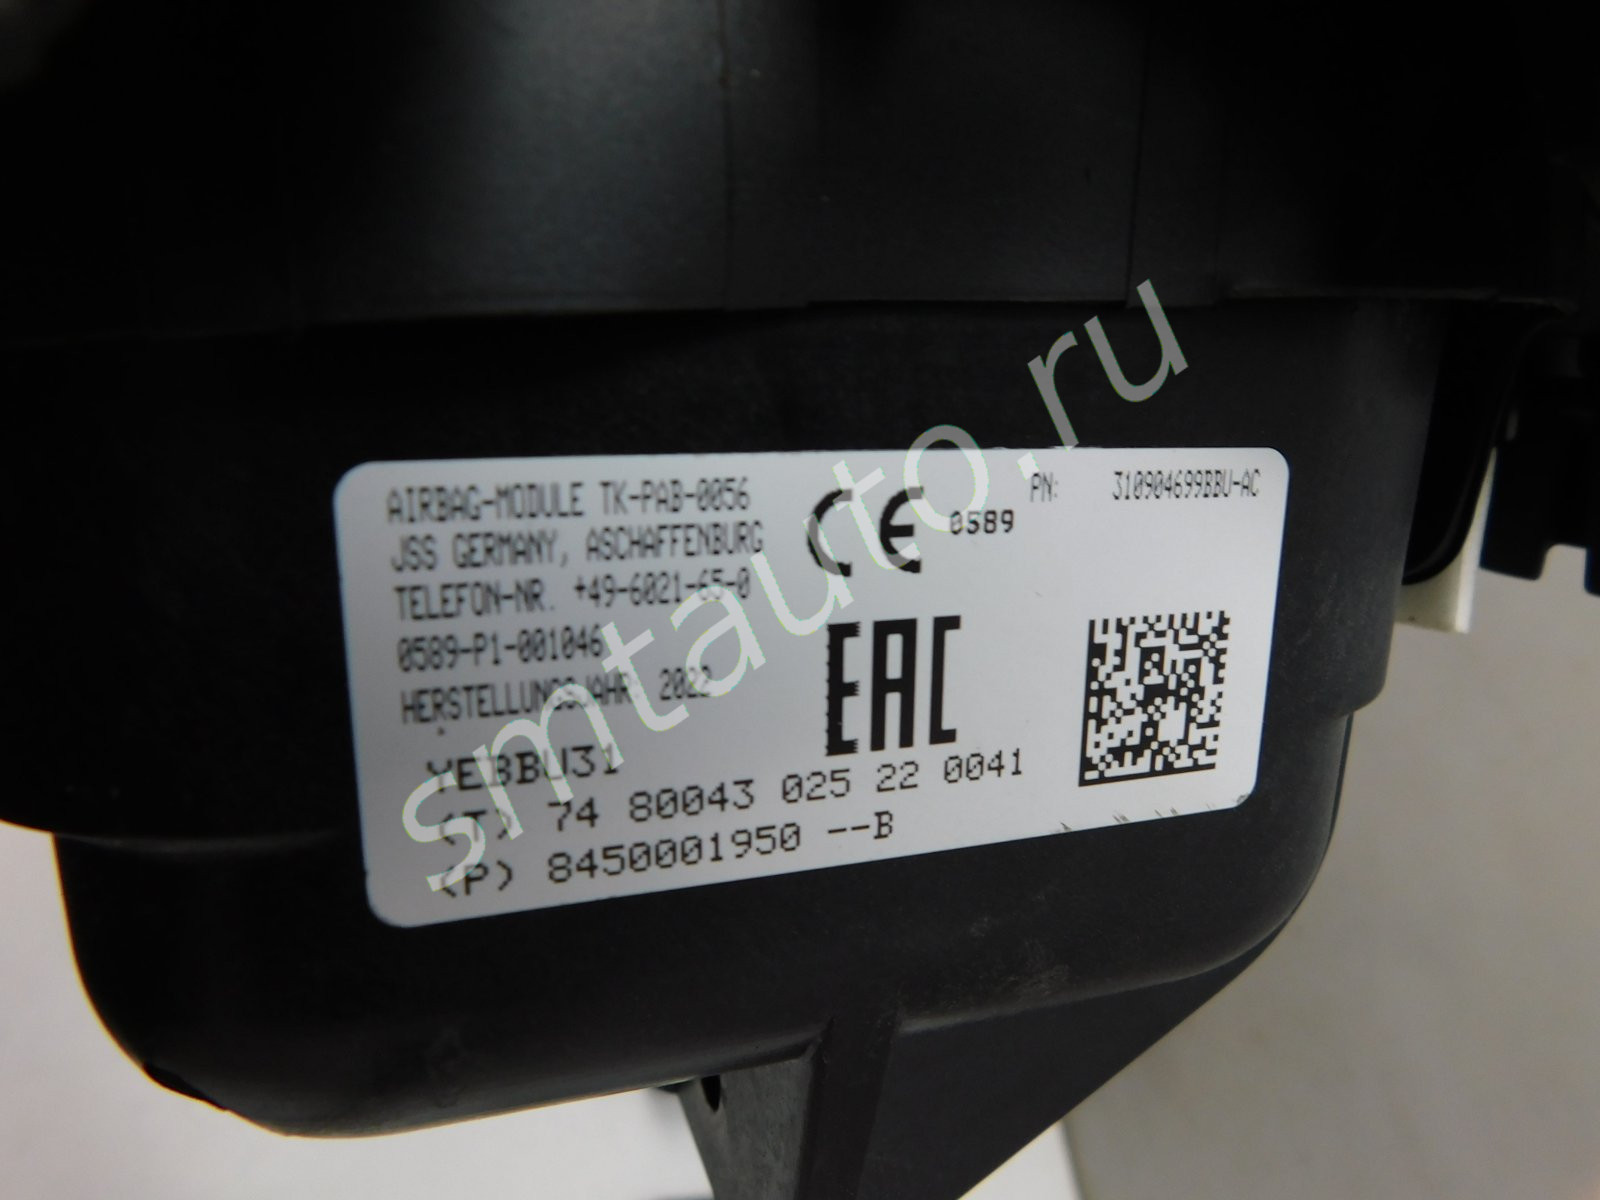 AIRBAG-MODULE TK-PAB-0056
JSS GERMANY, ASCHAFFENBURG
TELEFON-NR. +49-6021-65-0
0589-P1-001046
HERSTELLUNGSJAHR: 2022
CE 0589
PN: 310904699BBU-AC
EAC
YEBBU31
(T) 74 80043 025 22 0041
(P) 8450001950 --B
smtauto.ru